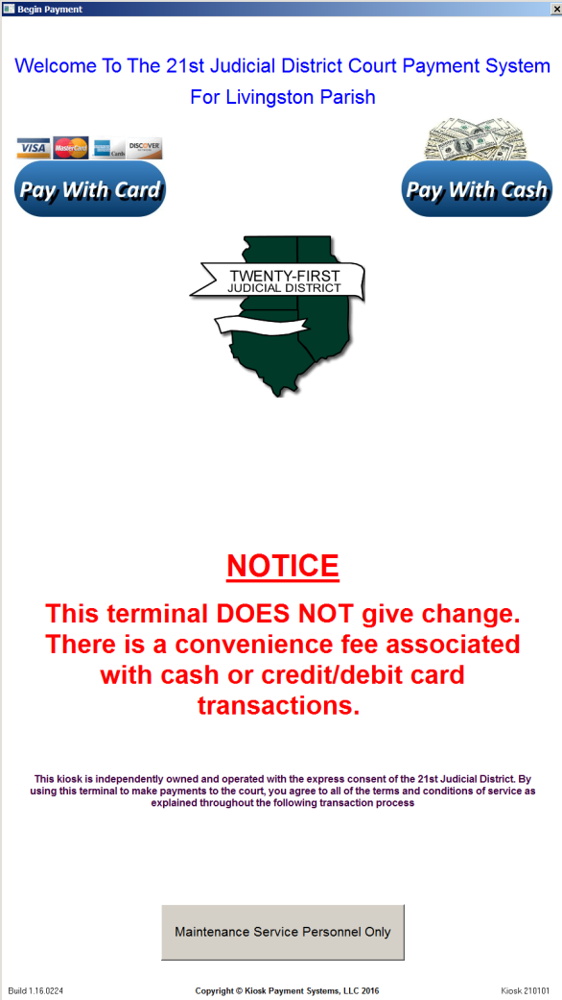 Begin Payment
Welcome To The 21st Judicial District Court Payment System
For Livingston Parish
VISA MasterCard Cards DISCOVER
Pay With Card
Pay With Cash
TWENTY-FIRST
JUDICIAL DISTRICT
NOTICE
This terminal DOES NOT give change.
There is a convenience fee associated
with cash or credit/debit card
transactions.
This kiosk is independently owned and operated with the express consent of the 21st Judicial District. By
using this terminal to make payments to the court, you agree to all of the terms and conditions of service as
explained throughout the following transaction process
Maintenance Service Personnel Only
Build 1.16.0224
Copyright © Kiosk Payment Systems, LLC 2016
Kiosk 210101